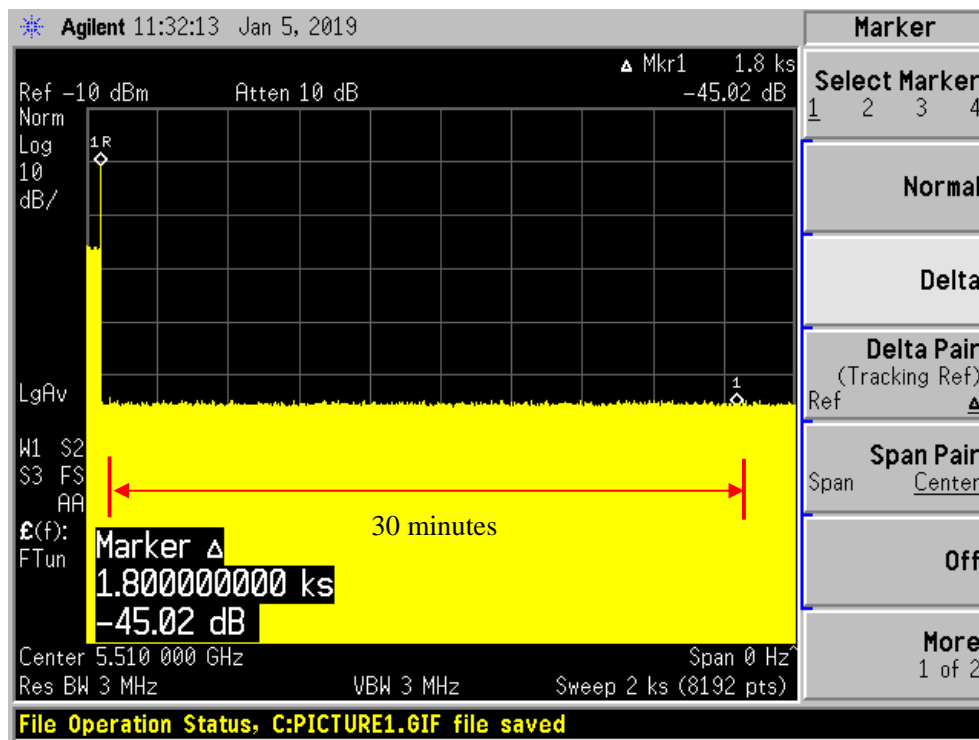 Agilent 11:32:13 Jan 5, 2019
Marker
Δ Mkr1 1.8 ks
Ref -10 dBm Atten 10 dB -45.02 dB
Norm
Log
10
dB/
1R
1
LgAv
W1 S2
S3 FS
AA
£(f):
FTun
30 minutes
Marker Δ
1.800000000 ks
-45.02 dB
Center 5.510 000 GHz Span 0 Hz^
Res BW 3 MHz VBW 3 MHz Sweep 2 ks (8192 pts)
File Operation Status, C:PICTURE1.GIF file saved
Select Marker
1 2 3 4
Normal
Delta
Delta Pair
(Tracking Ref)
Ref Δ
Span Pair
Span Center
Off
More
1 of 2